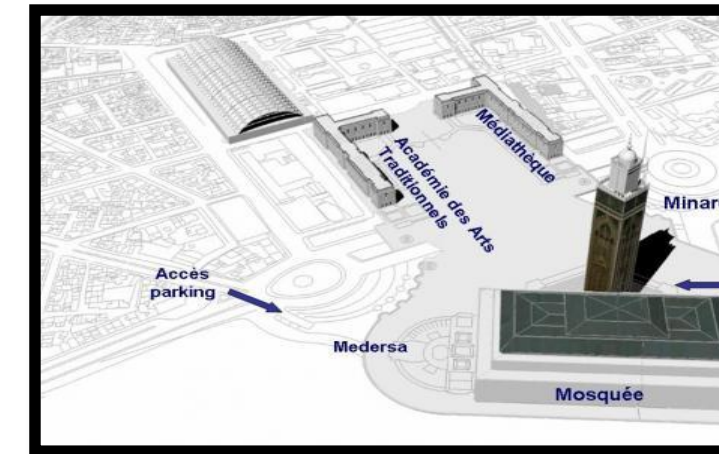 Médiathèque
Académie des Arts
Traditionnels
Minar
Accès
parking
Medersa
Mosquée